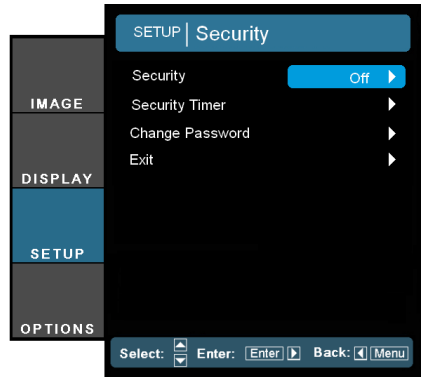 SETUP Security
Security Off
Security Timer
Change Password
Exit
IMAGE
DISPLAY
SETUP
OPTIONS
Select: Enter: Enter Back: Menu